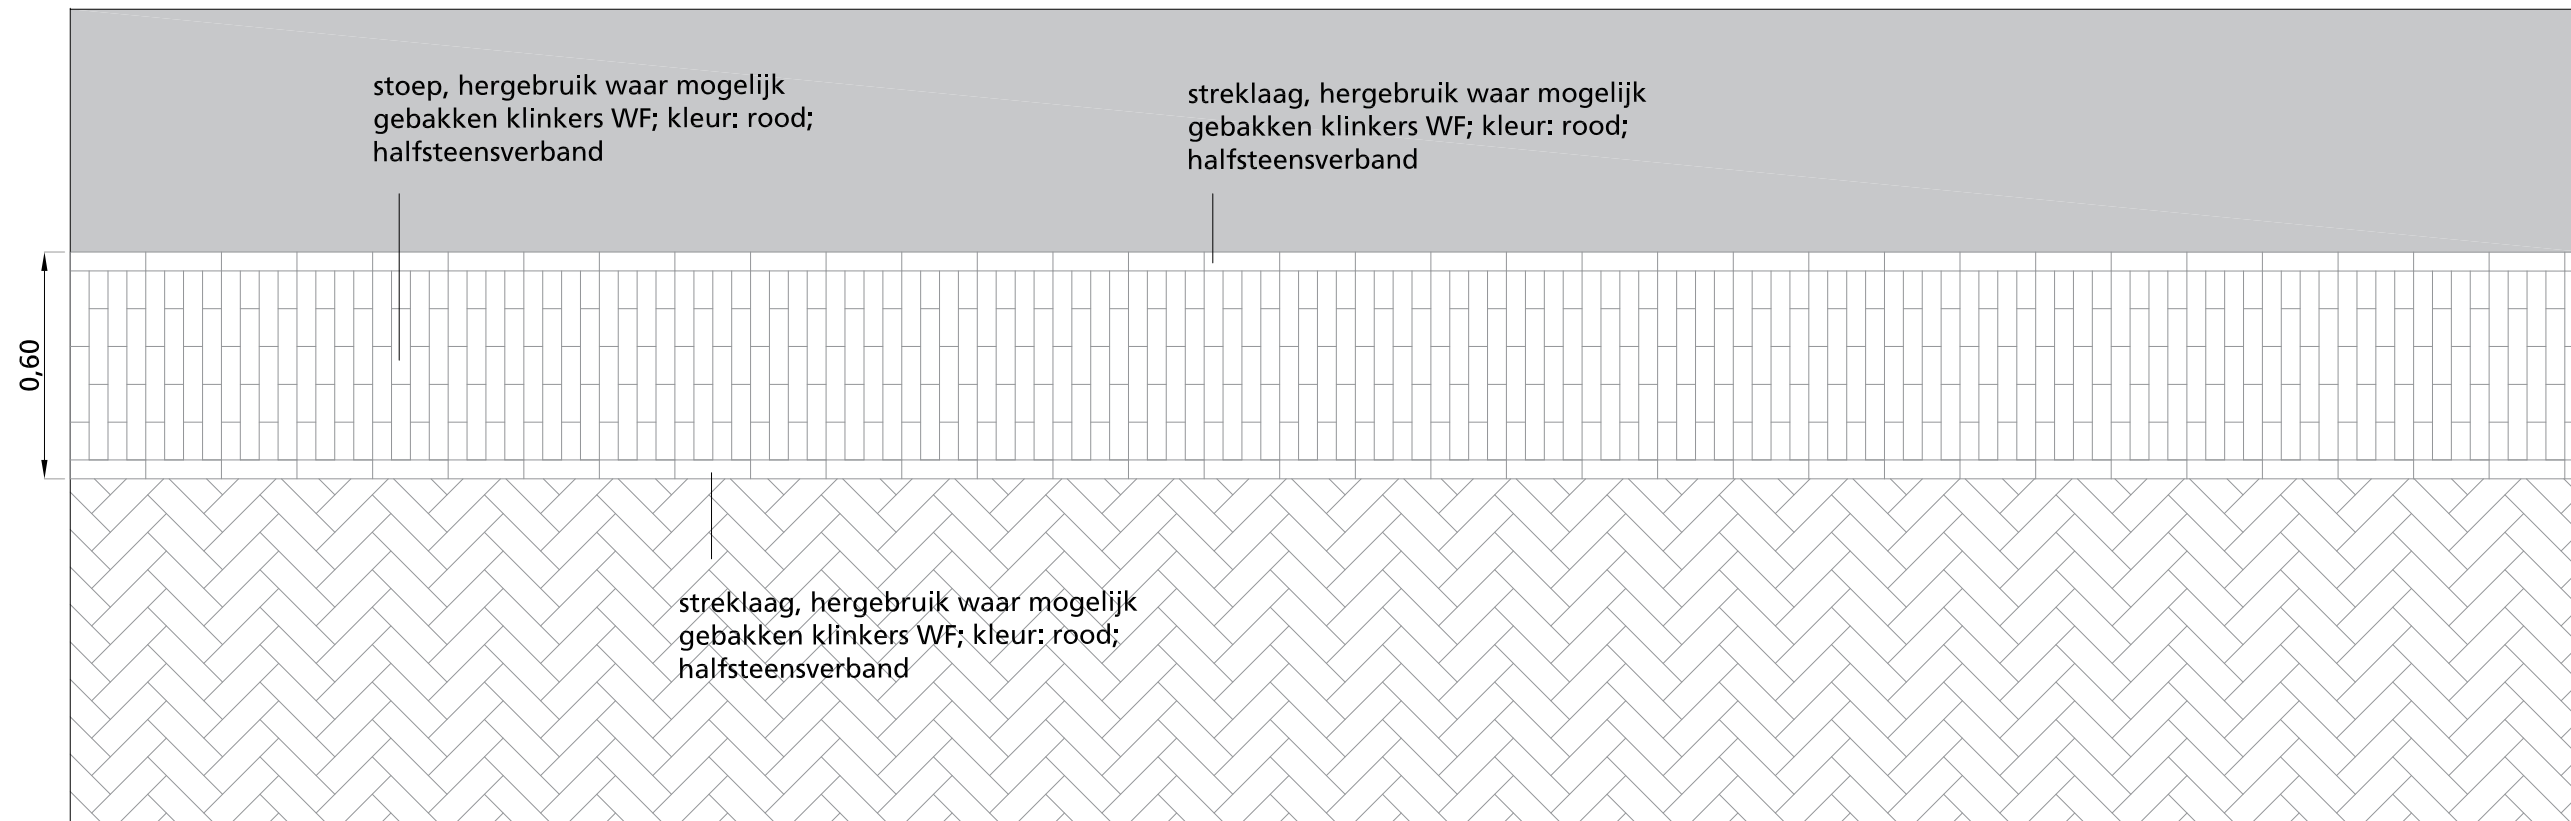 stoep, hergebruik waar mogelijk
gebakken klinkers WF; kleur: rood;
halfsteensverband
streklaag, hergebruik waar mogelijk
gebakken klinkers WF; kleur: rood;
halfsteensverband
0,60
streklaag, hergebruik waar mogelijk
gebakken klinkers WF; kleur: rood;
halfsteensverband